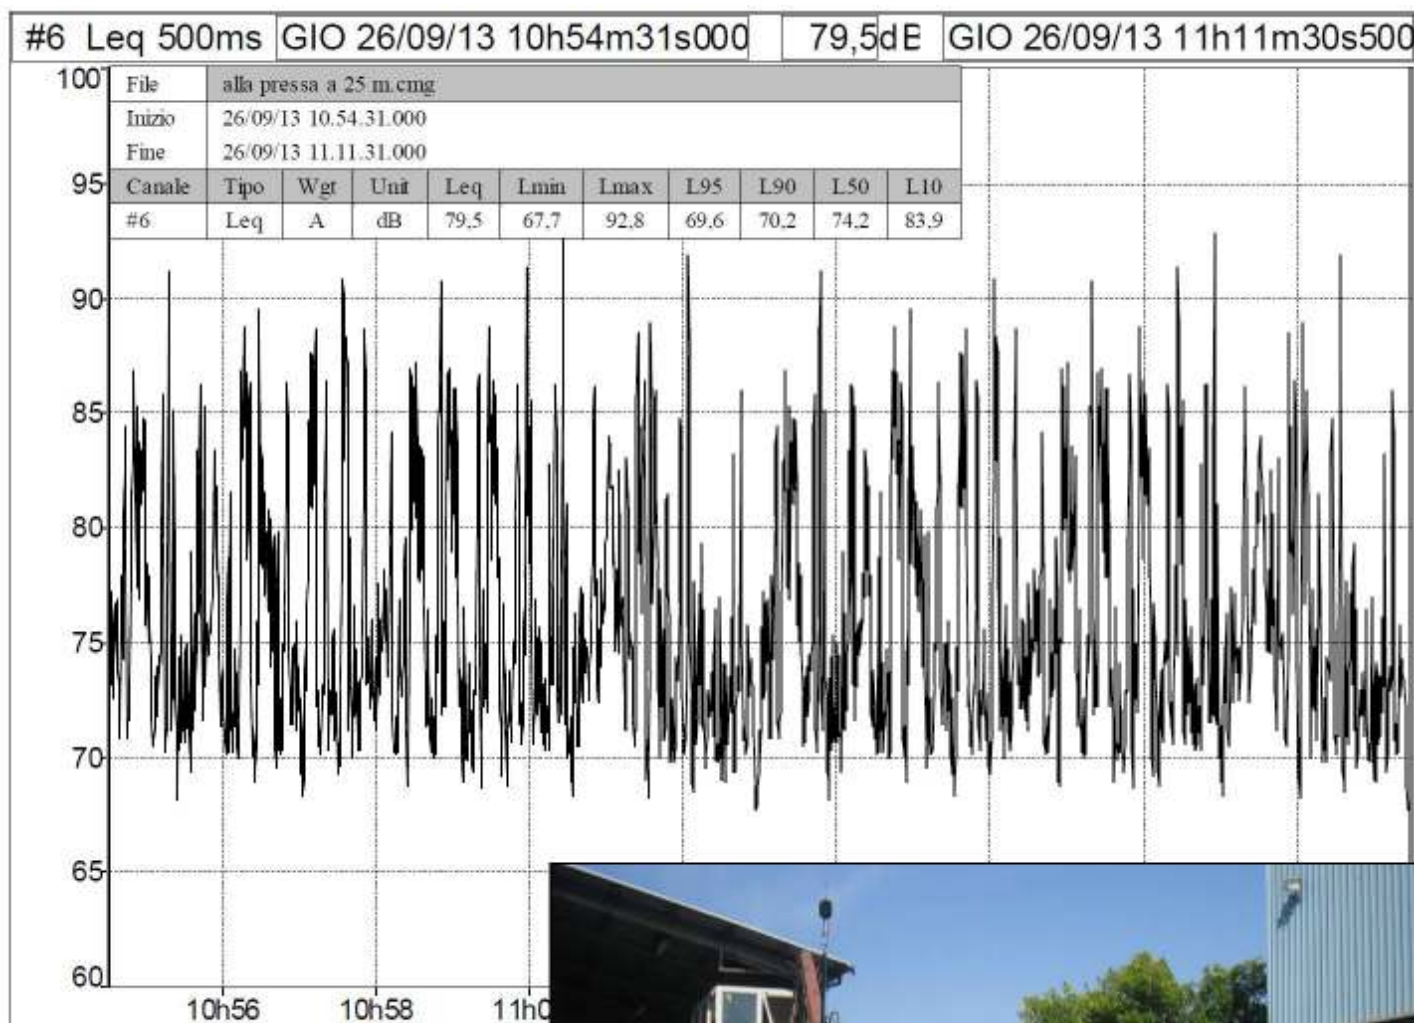 #6 Leq 500ms GIO 26/09/13 10h54m31s000 79,5dB GIO 26/09/13 11h11m30s500
File alla pressa a 25 m.cmg
Inizio 26/09/13 10.54.31.000
Fine 26/09/13 11.11.31.000
Canale Tipo Wgt Unit Leq Lmin Lmax L95 L90 L50 L10
#6 Leq A dB 79,5 67,7 92,8 69,6 70,2 74,2 83,9
100
95
90
85
80
75
70
65
60
10h56 10h58 11h0